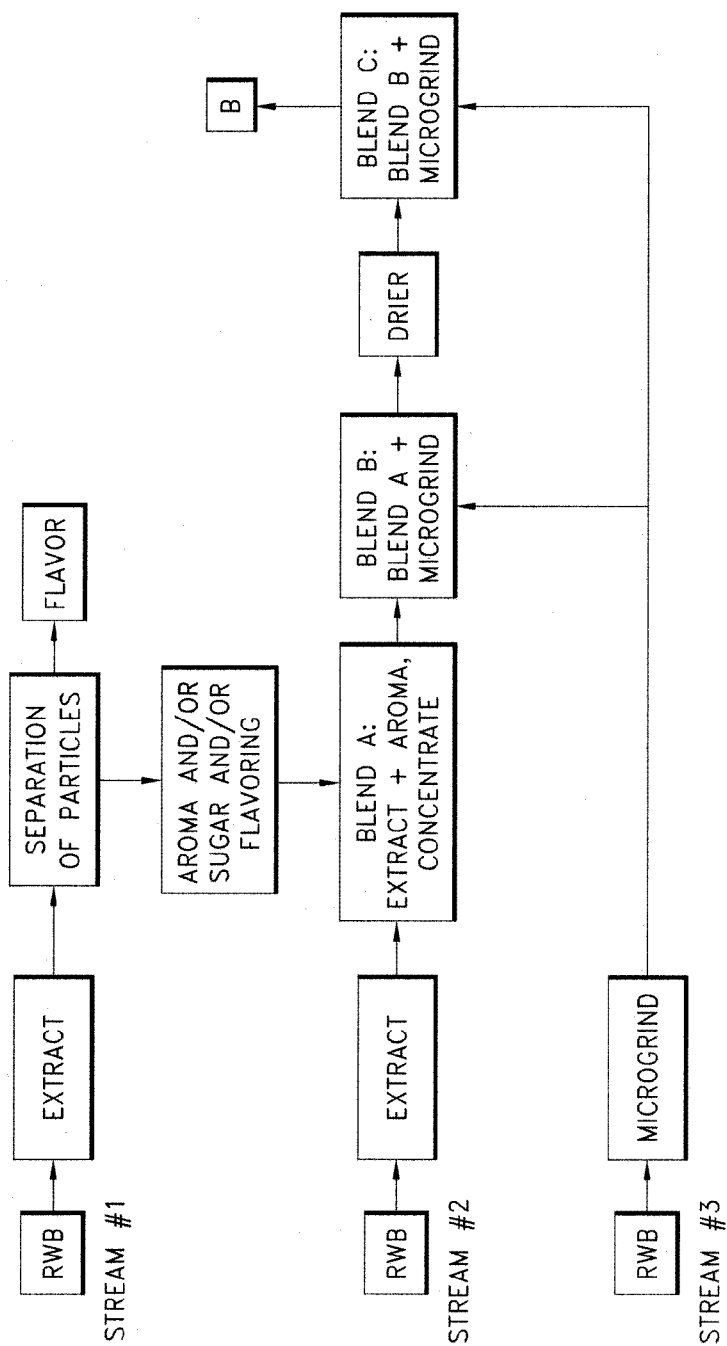 RWB
EXTRACT
SEPARATION
OF PARTICLES
FLAVOR
STREAM #1
AROMA AND/OR
SUGAR AND/OR
FLAVORING
RWB
EXTRACT
BLEND A:
EXTRACT + AROMA,
CONCENTRATE
BLEND B:
BLEND A +
MICROGRIND
DRIER
BLEND C:
BLEND B +
MICROGRIND
B
STREAM #2
RWB
MICROGRIND
STREAM #3